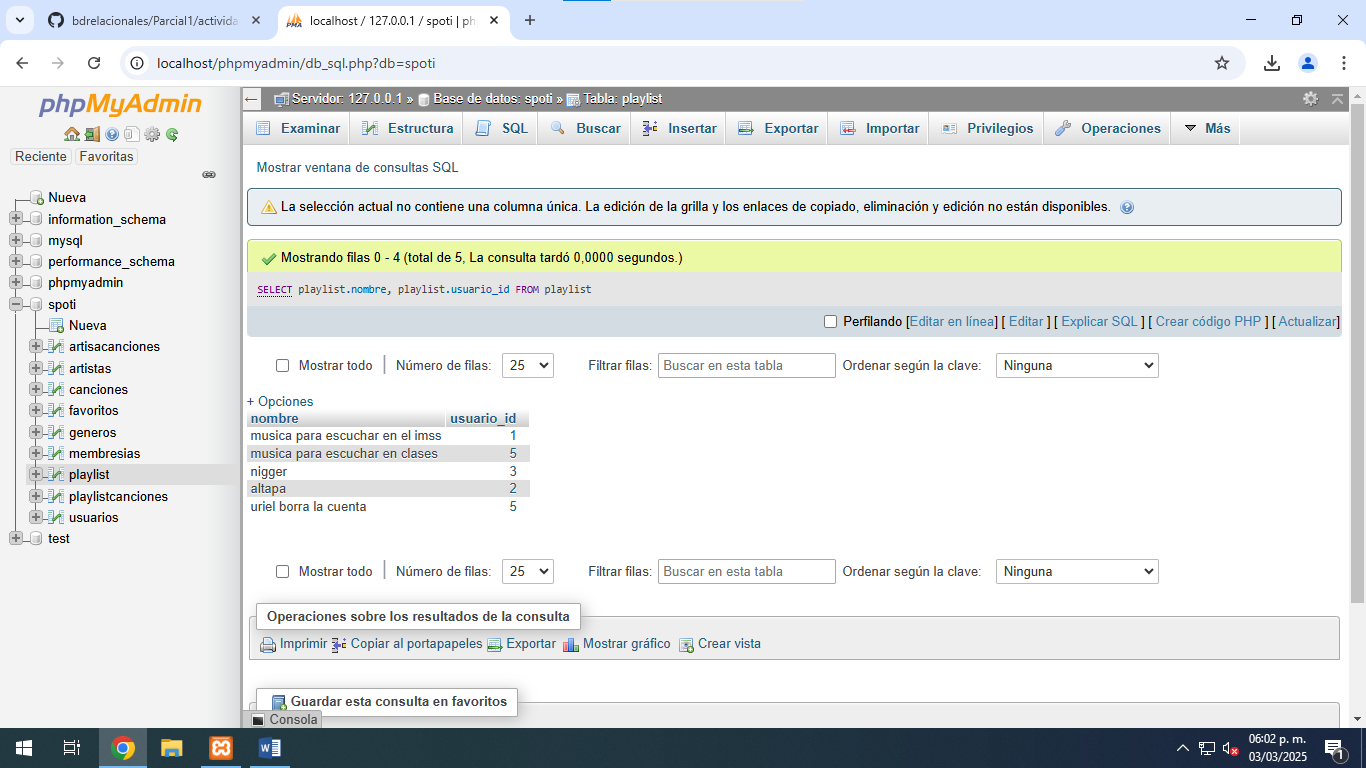 bdrelacionales/Parcial1/activida
localhost / 127.0.0.1 / spoti | ph
localhost/phpmyadmin/db_sql.php?db=spoti
phpMyAdmin
Reciente Favoritas
Nueva
information_schema
mysql
performance_schema
phpmyadmin
spoti
Nueva
artisacanciones
artistas
canciones
favoritos
generos
membresias
playlist
playlistcanciones
usuarios
test
Servidor: 127.0.0.1 » Base de datos: spoti » Tabla: playlist
Examinar Estructura SQL Buscar Insertar Exportar Importar Privilegios Operaciones Más
Mostrar ventana de consultas SQL
La selección actual no contiene una columna única. La edición de la grilla y los enlaces de copiado, eliminación y edición no están disponibles.
Mostrando filas 0 - 4 (total de 5, La consulta tardó 0,0000 segundos.)
SELECT playlist.nombre, playlist.usuario_id FROM playlist
Perfilando [Editar en línea] [ Editar ] [ Explicar SQL ] [ Crear código PHP ] [ Actualizar]
Mostrar todo | Número de filas: 25 Filtrar filas: Buscar en esta tabla Ordenar según la clave: Ninguna
+ Opciones
nombre usuario_id
musica para escuchar en el imss 1
musica para escuchar en clases 5
nigger 3
altapa 2
uriel borra la cuenta 5
Mostrar todo | Número de filas: 25 Filtrar filas: Buscar en esta tabla Ordenar según la clave: Ninguna
Operaciones sobre los resultados de la consulta
Imprimir Copiar al portapapeles Exportar Mostrar gráfico Crear vista
Guardar esta consulta en favoritos
Consola
06:02 p. m.
03/03/2025
1